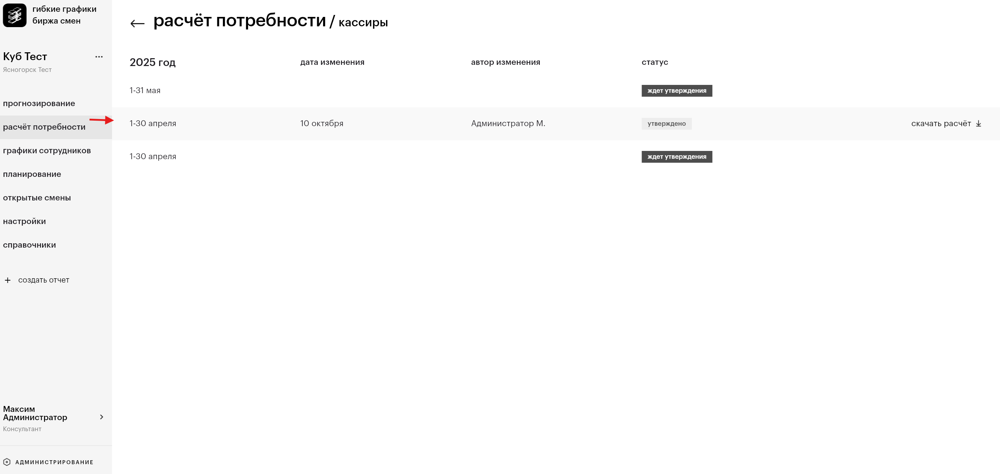 гибкие графики
биржа смен
Куб Тест
Ясногорск Тест
прогнозирование
расчёт потребности
графики сотрудников
планирование
открытые смены
настройки
справочники
+ создать отчет
Максим
Администратор
Консультант
АДМИНИСТРИРОВАНИЕ
расчёт потребности / кассиры
2025 год дата изменения автор изменения статус
1-31 мая ждет утверждения
1-30 апреля 10 октября Администратор М. утверждено скачать расчёт
1-30 апреля ждет утверждения